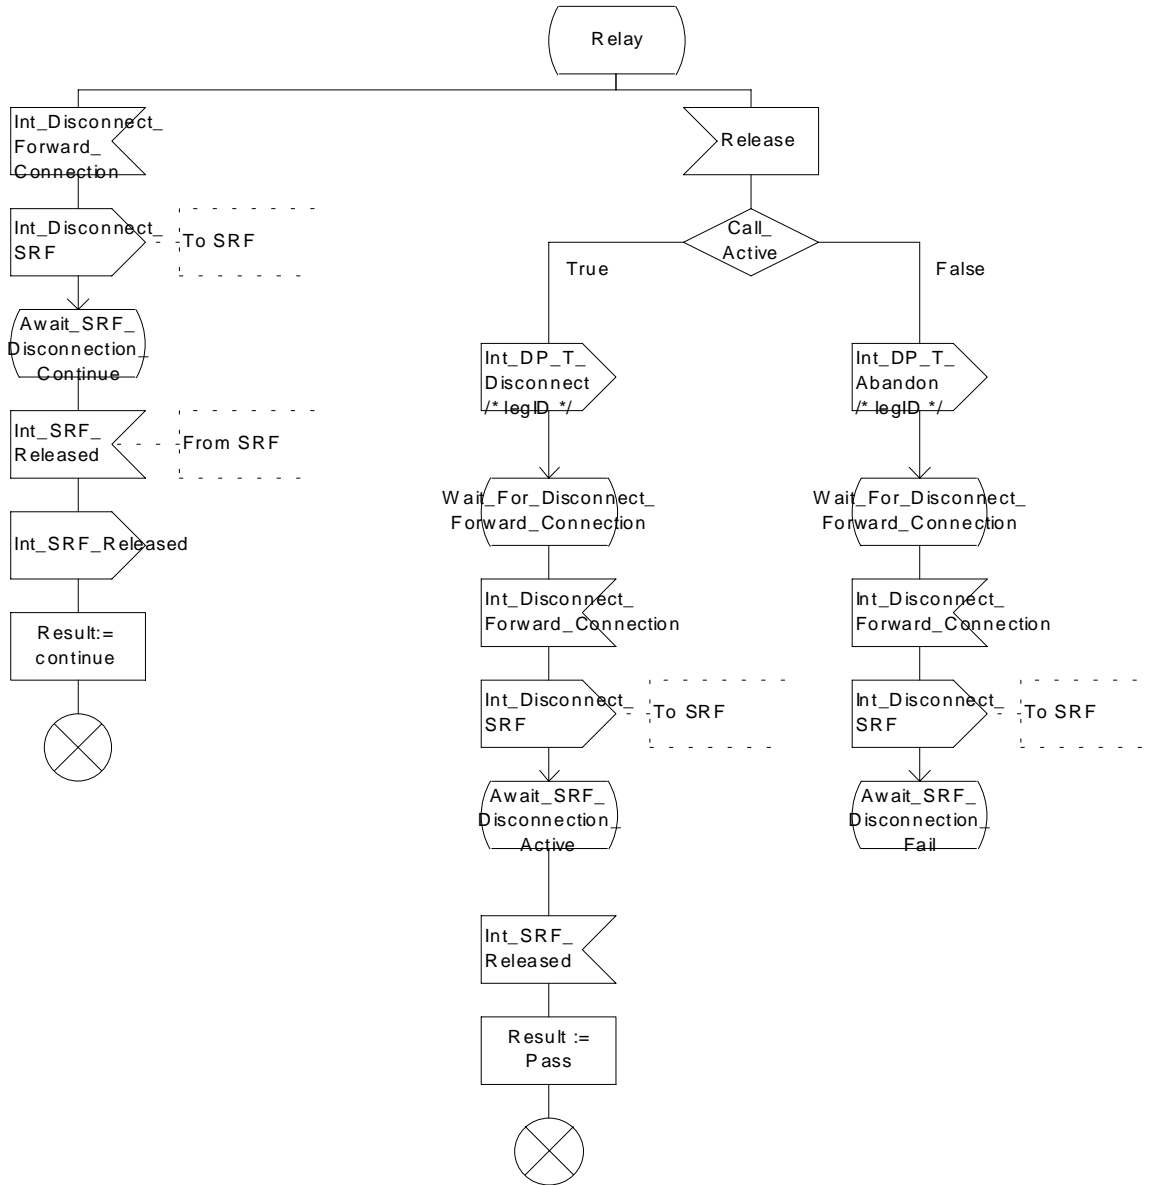 Relay
Int_Disconnect_
Forward_
Connection
Release
Int_Disconnect_
SRF
To SRF
Call_
Active
True
False
Await_SRF_
Disconnection_
Continue
Int_DP_T_
Disconnect
/* legID */
Int_DP_T_
Abandon
/* legID */
Int_SRF_
Released
From SRF
Wait_For_Disconnect_
Forward_Connection
Wait_For_Disconnect_
Forward_Connection
Int_SRF_Released
Int_Disconnect_
Forward_Connection
Int_Disconnect_
Forward_Connection
Result:=
continue
Int_Disconnect_
SRF
To SRF
Int_Disconnect_
SRF
To SRF
Await_SRF_
Disconnection_
Active
Await_SRF_
Disconnection_
Fail
Int_SRF_
Released
Result :=
Pass